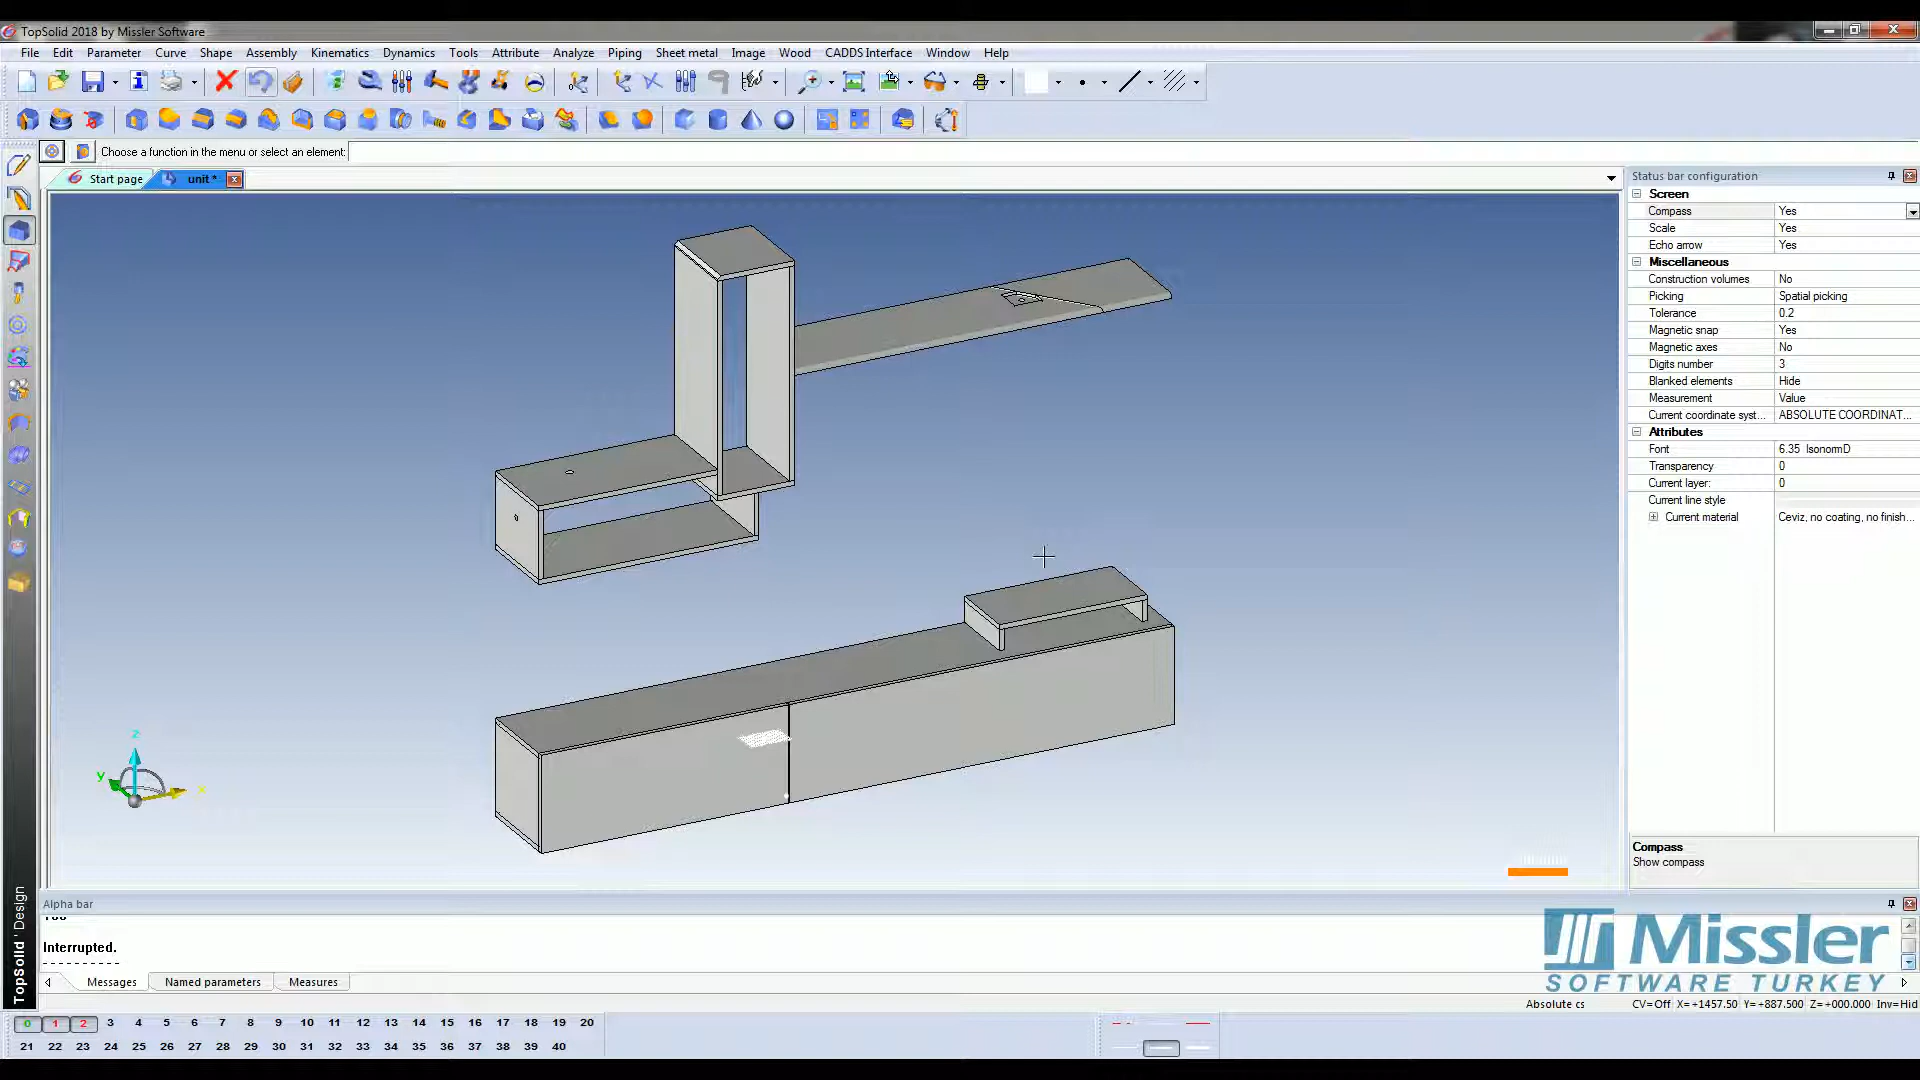 TopSolid 2018 by Missler Software
File Edit Parameter Curve Shape Assembly Kinematics Dynamics Tools Attribute Analyze Piping Sheet metal Image Wood CADDS Interface Window Help
Choose a function in the menu or select an element:
Start page unit *
Status bar configuration
Screen
Compass Yes
Scale Yes
Echo arrow Yes
Miscellaneous
Construction volumes No
Picking Spatial picking
Tolerance 0.2
Magnetic snap Yes
Magnetic axes No
Digits number 3
Blanked elements Hide
Measurement Value
Current coordinate syst... ABSOLUTE COORDINAT...
Attributes
Font 6.35 IsonormD
Transparency 0
Current layer: 0
Current line style
Current material Ceviz, no coating, no finish...
z
y
x
Compass
Show compass
TopSolid'Design
Alpha bar
Interrupted.
Messages Named parameters Measures
Missler
SOFTWARE TURKEY
Absolute cs CV=Off X= +1457.50 Y= +887.500 Z= +000.000 Inv=Hid
0 1 2 3 4 5 6 7 8 9 10 11 12 13 14 15 16 17 18 19 20
21 22 23 24 25 26 27 28 29 30 31 32 33 34 35 36 37 38 39 40